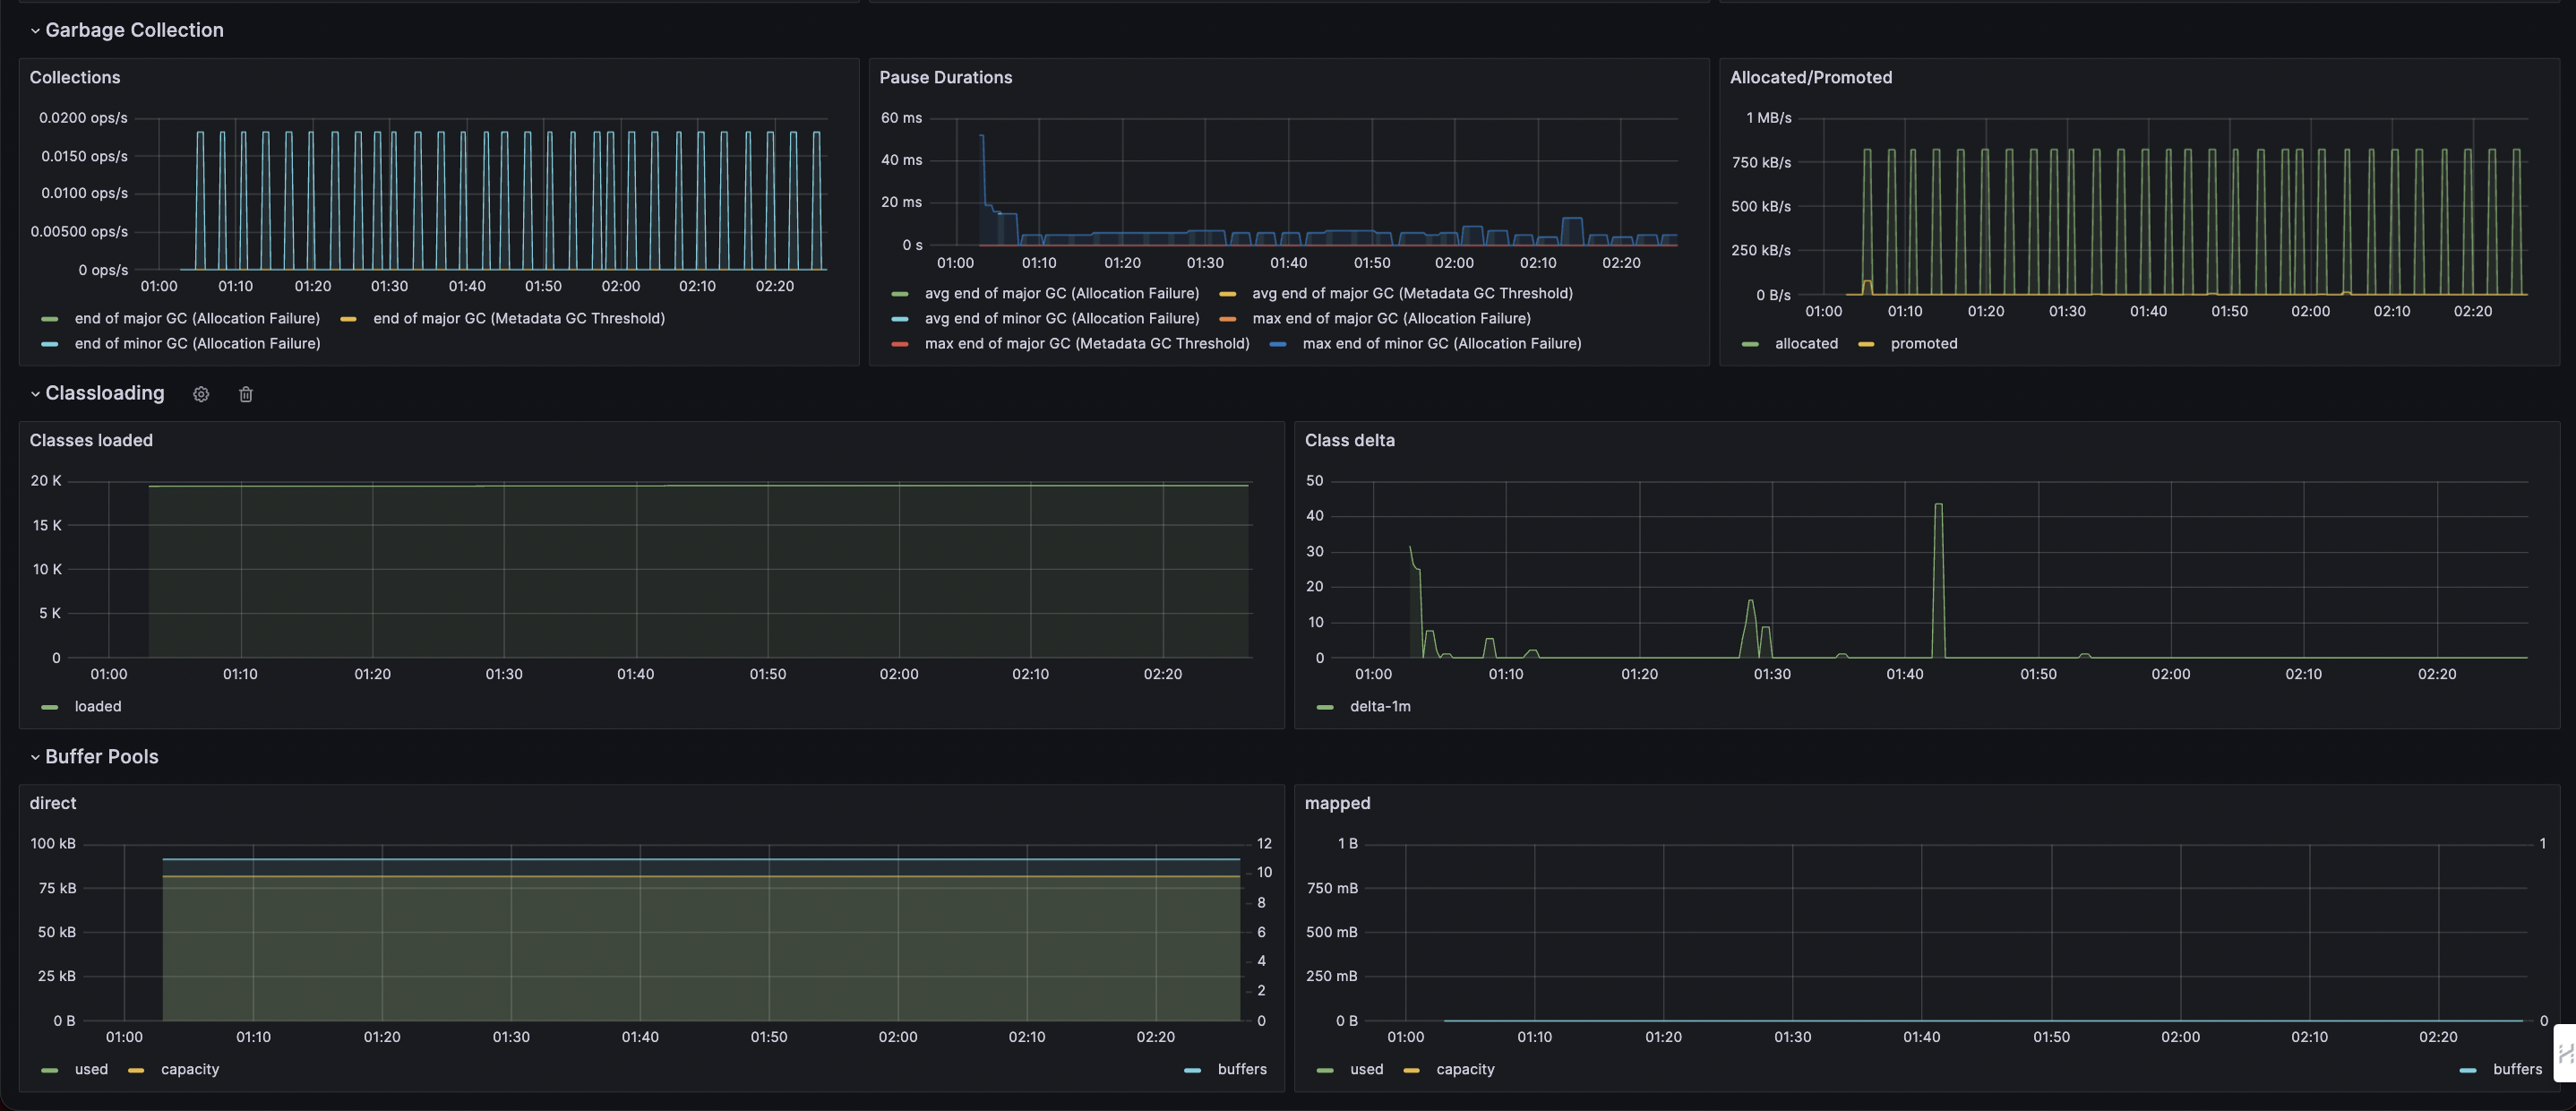 Garbage Collection
Collections
0.0200 ops/s
0.0150 ops/s
0.0100 ops/s
0.00500 ops/s
0 ops/s
01:00 01:10 01:20 01:30 01:40 01:50 02:00 02:10 02:20
end of major GC (Allocation Failure) end of major GC (Metadata GC Threshold)
end of minor GC (Allocation Failure)
Pause Durations
60 ms
40 ms
20 ms
0 s
01:00 01:10 01:20 01:30 01:40 01:50 02:00 02:10 02:20
avg end of major GC (Allocation Failure) avg end of major GC (Metadata GC Threshold)
avg end of minor GC (Allocation Failure) max end of major GC (Allocation Failure)
max end of major GC (Metadata GC Threshold) max end of minor GC (Allocation Failure)
Allocated/Promoted
1 MB/s
750 kB/s
500 kB/s
250 kB/s
0 B/s
01:00 01:10 01:20 01:30 01:40 01:50 02:00 02:10 02:20
allocated promoted
Classloading
Classes loaded
20 K
15 K
10 K
5 K
0
01:00 01:10 01:20 01:30 01:40 01:50 02:00 02:10 02:20
loaded
Class delta
50
40
30
20
10
0
01:00 01:10 01:20 01:30 01:40 01:50 02:00 02:10 02:20
delta-1m
Buffer Pools
direct
100 kB
75 kB
50 kB
25 kB
0 B
12
10
8
6
4
2
0
01:00 01:10 01:20 01:30 01:40 01:50 02:00 02:10 02:20
used capacity buffers
mapped
1 B
750 mB
500 mB
250 mB
0 B
1
0
01:00 01:10 01:20 01:30 01:40 01:50 02:00 02:10 02:20
used capacity buffers